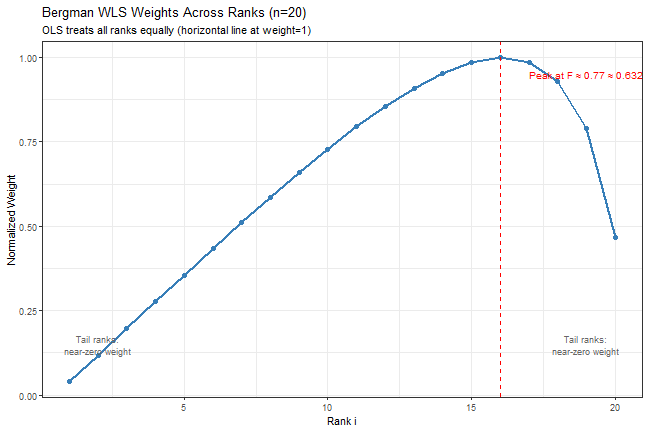 Bergman WLS Weights Across Ranks (n=20)
OLS treats all ranks equally (horizontal line at weight=1)
1.00
Peak at F ≈ 0.77 ≈ 0.632
0.75
Normalized Weight
0.50
0.25
Tail ranks:
near-zero weight
Tail ranks:
near-zero weight
0.00
5
10
15
20
Rank i